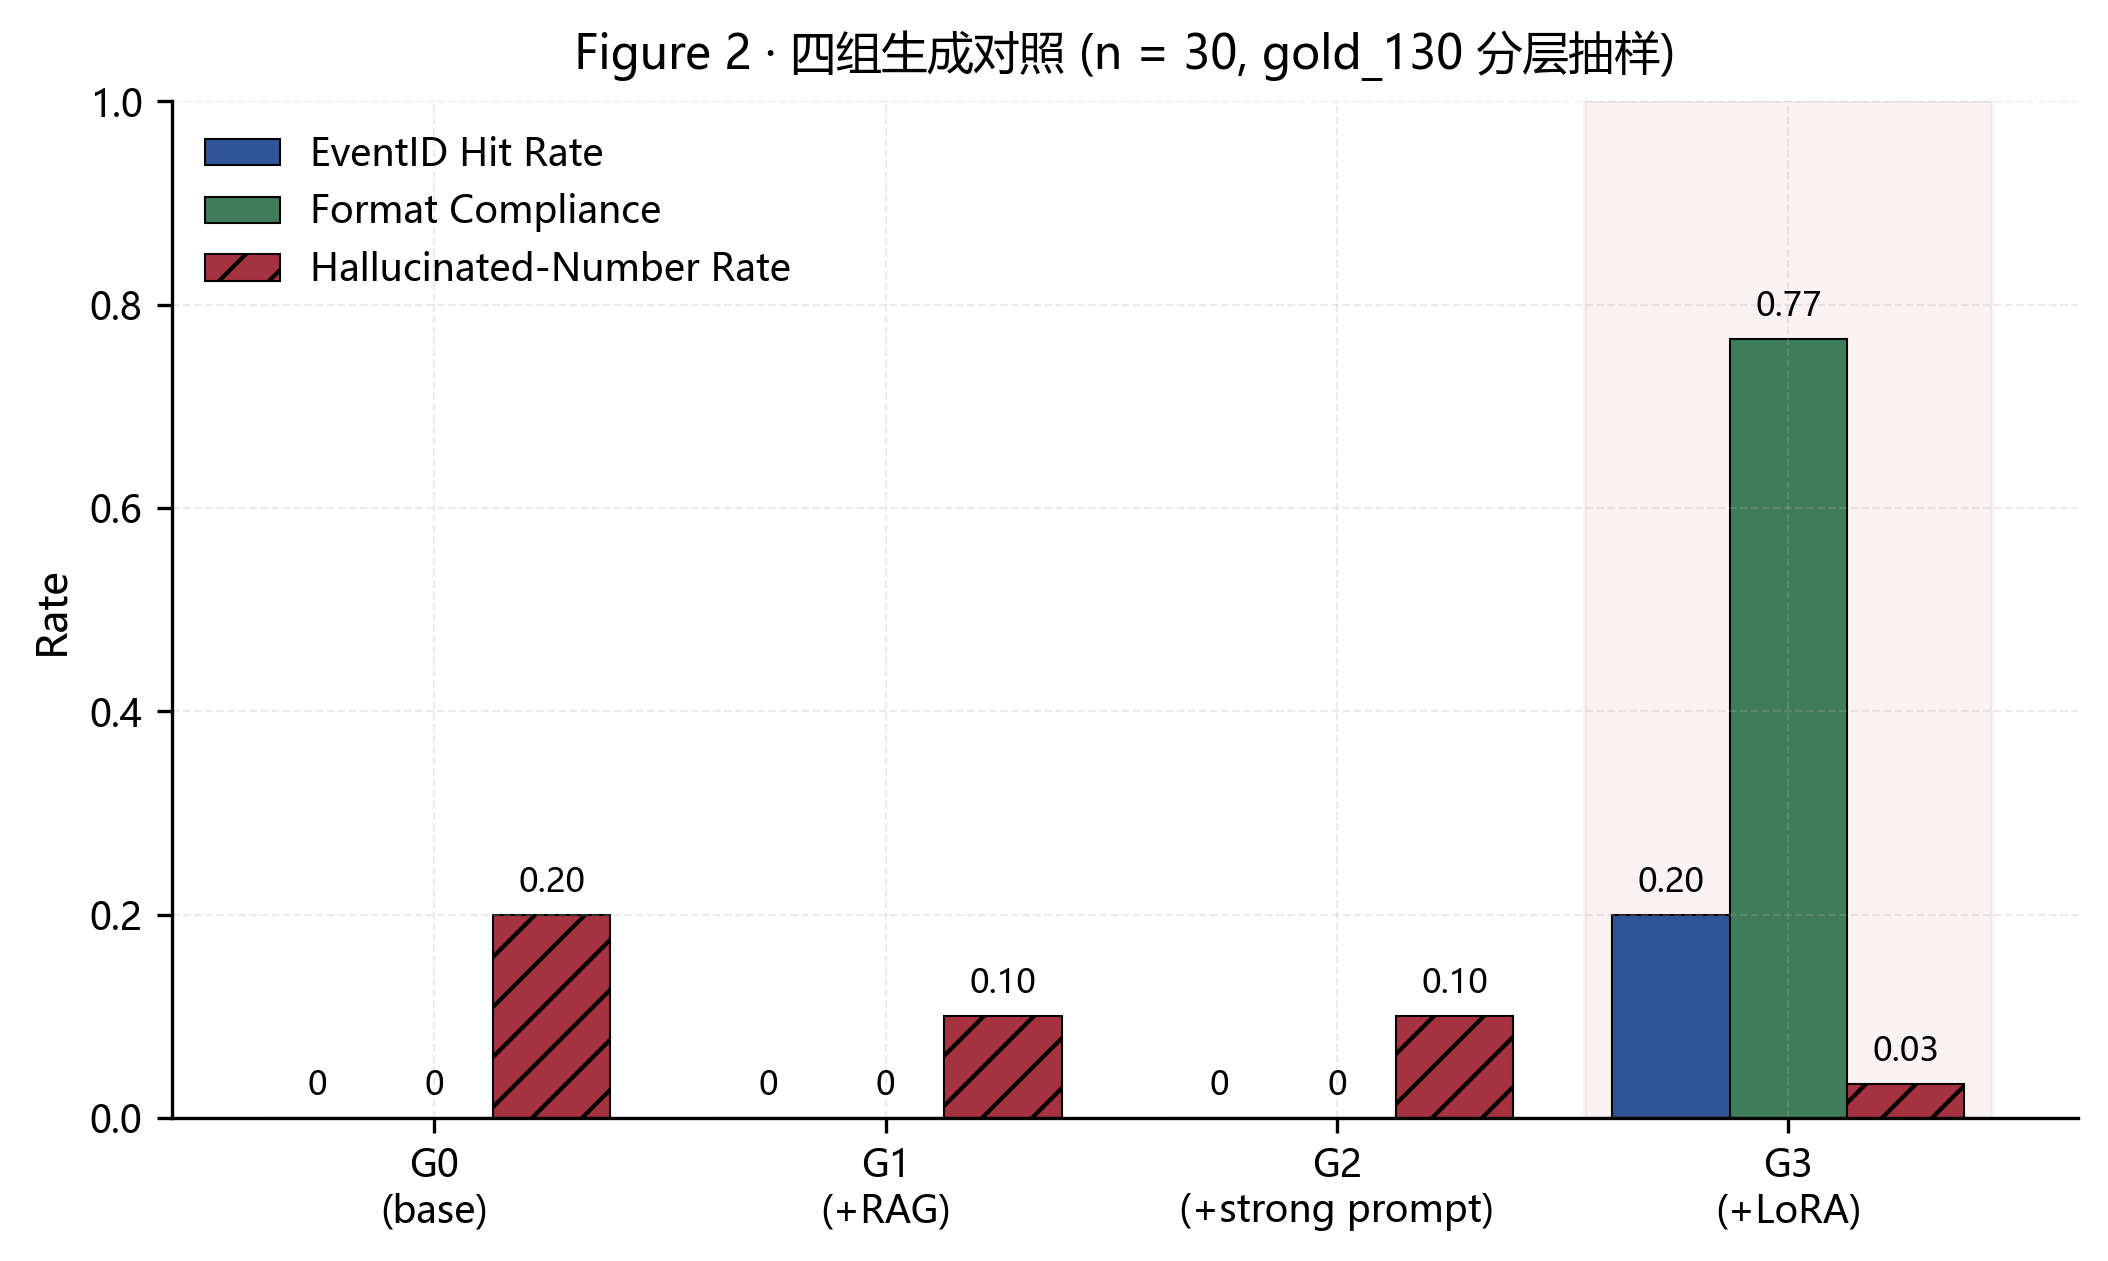 Figure 2 · 四组生成对照 (n = 30, gold_130 分层抽样)
1.0
0.8
0.6
0.4
0.2
0.0
Rate
EventID Hit Rate
Format Compliance
Hallucinated-Number Rate
0 0 0.20
0 0 0.10
0 0 0.10
0.20 0.77 0.03
G0
(base)
G1
(+RAG)
G2
(+strong prompt)
G3
(+LoRA)